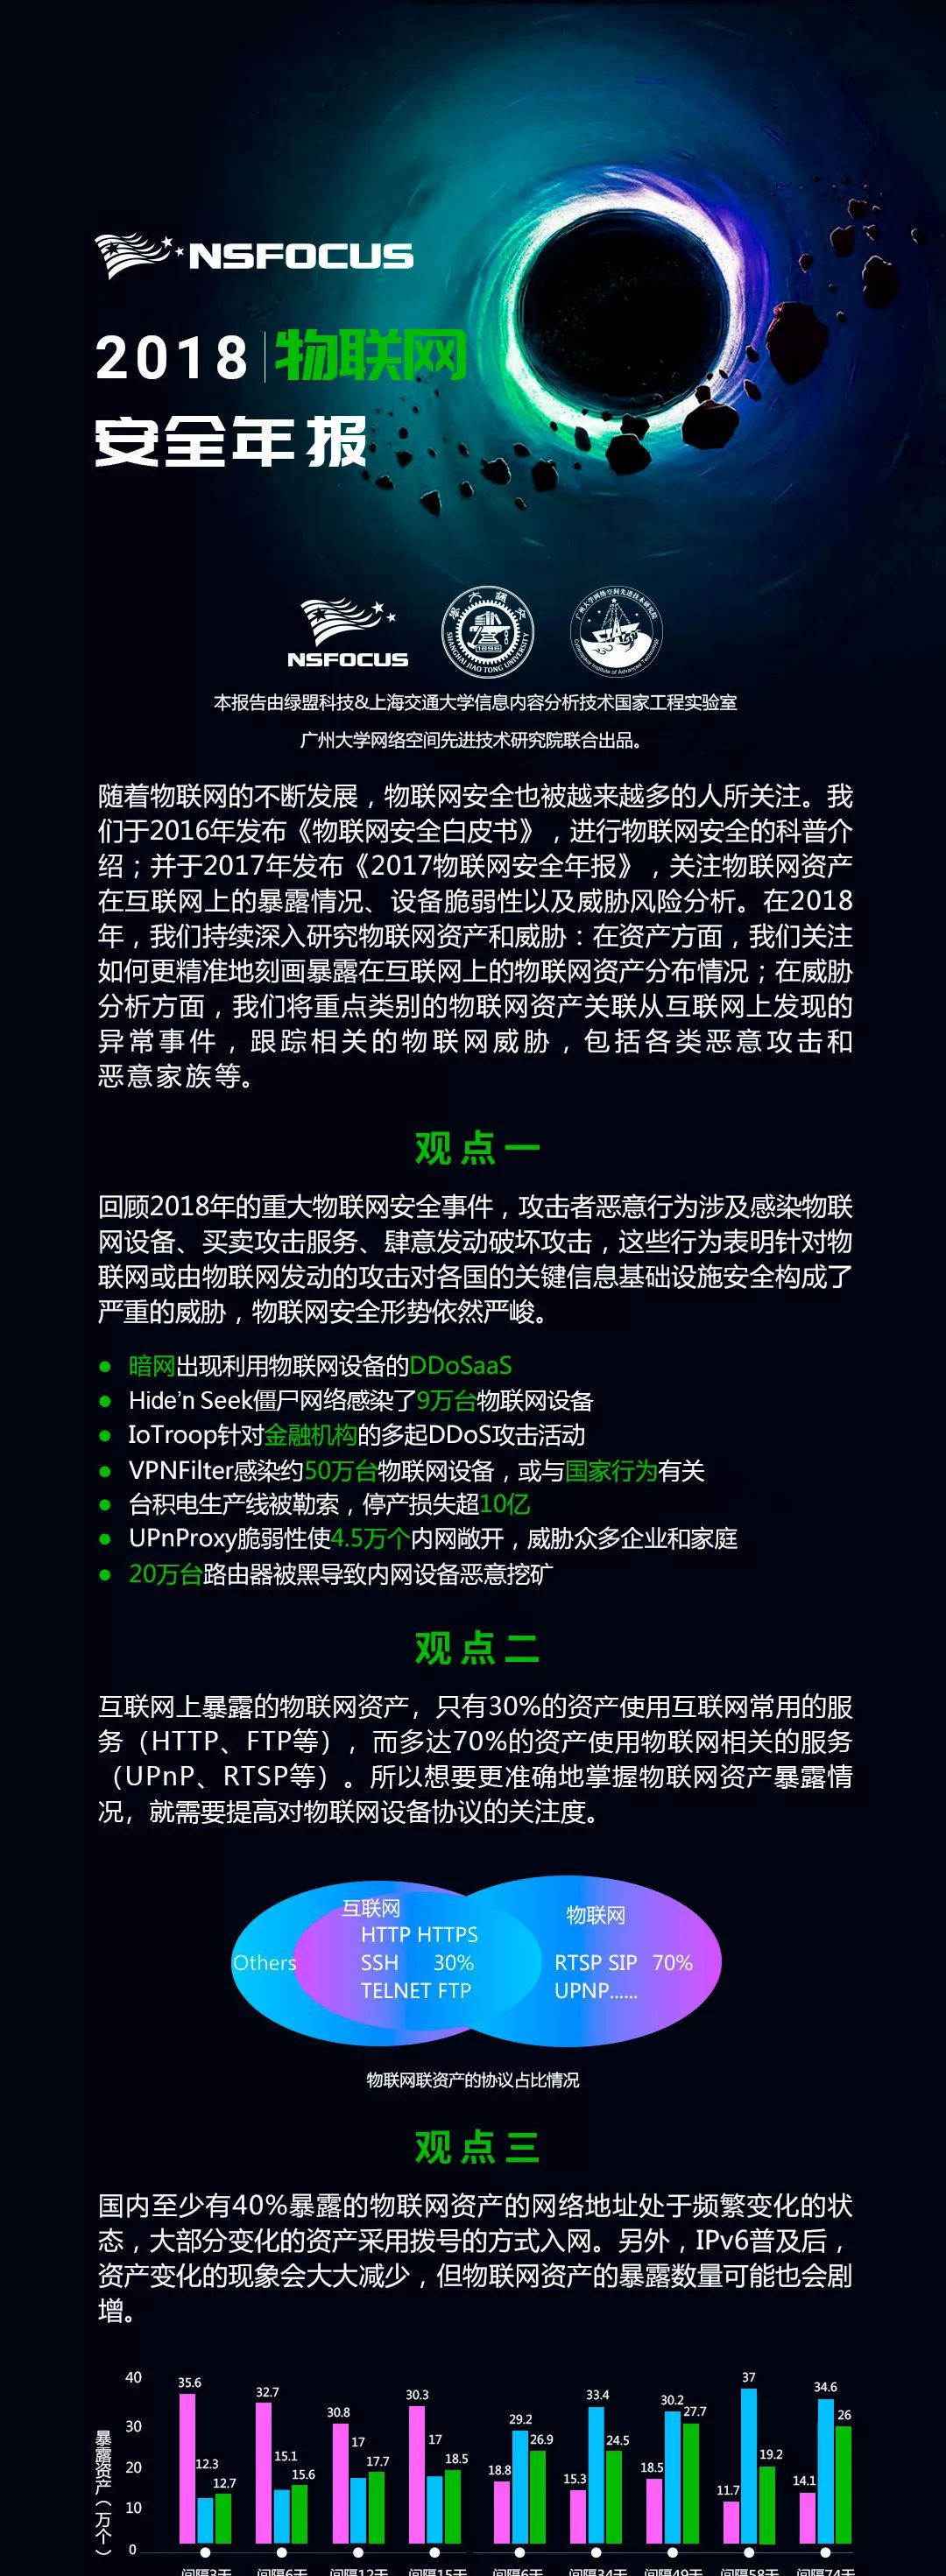 NSFOCUS
2018 物联网
安全年报
NSFOCUS
SHANGHAI JIAO TONG UNIVERSITY
1896
广州大学网络空间先进技术研究院
Cyberspace Institute of Advanced Technology
本报告由绿盟科技&上海交通大学信息内容分析技术国家工程实验室
广州大学网络空间先进技术研究院联合出品。
随着物联网的不断发展，物联网安全也被越来越多的人所关注。我
们于2016年发布《物联网安全白皮书》，进行物联网安全的科普介
绍；并于2017年发布《2017物联网安全年报》，关注物联网资产
在互联网上的暴露情况、设备脆弱性以及威胁风险分析。在2018
年，我们持续深入研究物联网资产和威胁：在资产方面，我们关注
如何更精准地刻画暴露在互联网上的物联网资产分布情况；在威胁
分析方面，我们将重点类别的物联网资产关联从互联网上发现的
异常事件，跟踪相关的物联网威胁，包括各类恶意攻击和
恶意家族等。
观点一
回顾2018年的重大物联网安全事件，攻击者恶意行为涉及感染物联
网设备、买卖攻击服务、肆意发动破坏攻击，这些行为表明针对物
联网或由物联网发动的攻击对各国的关键信息基础设施安全构成了
严重的威胁，物联网安全形势依然严峻。
● 暗网出现利用物联网设备的DDoSaaS
● Hide'n Seek僵尸网络感染了9万台物联网设备
● IoTroop针对金融机构的多起DDoS攻击活动
● VPNFilter感染约50万台物联网设备，或与国家行为有关
● 台积电生产线被勒索，停产损失超10亿
● UPnProxy脆弱性使4.5万个内网敞开，威胁众多企业和家庭
● 20万台路由器被黑导致内网设备恶意挖矿
观点二
互联网上暴露的物联网资产，只有30%的资产使用互联网常用的服
务（HTTP、FTP等），而多达70%的资产使用物联网相关的服务
（UPnP、RTSP等）。所以想要更准确地掌握物联网资产暴露情
况，就需要提高对物联网设备协议的关注度。
互联网
物联网
HTTP HTTPS
Others SSH 30% RTSP SIP 70%
TELNET FTP UPNP......
物联网联资产的协议占比情况
观点三
国内至少有40%暴露的物联网资产的网络地址处于频繁变化的状
态，大部分变化的资产采用拨号的方式入网。另外，IPv6普及后，
资产变化的现象会大大减少，但物联网资产的暴露数量可能也会剧
增。
暴露资产（万个）
40
30
20
10
0
35.6 12.3 12.7
32.7 15.1 15.6
30.8 17 17.7
30.3 17 18.5
18.8 29.2 26.9
15.3 33.4 24.5
18.5 30.2 27.7
11.7 37 19.2
14.1 34.6 26
间隔3天 间隔6天 间隔12天 间隔15天 间隔6天 间隔34天 间隔49天 间隔58天 间隔74天